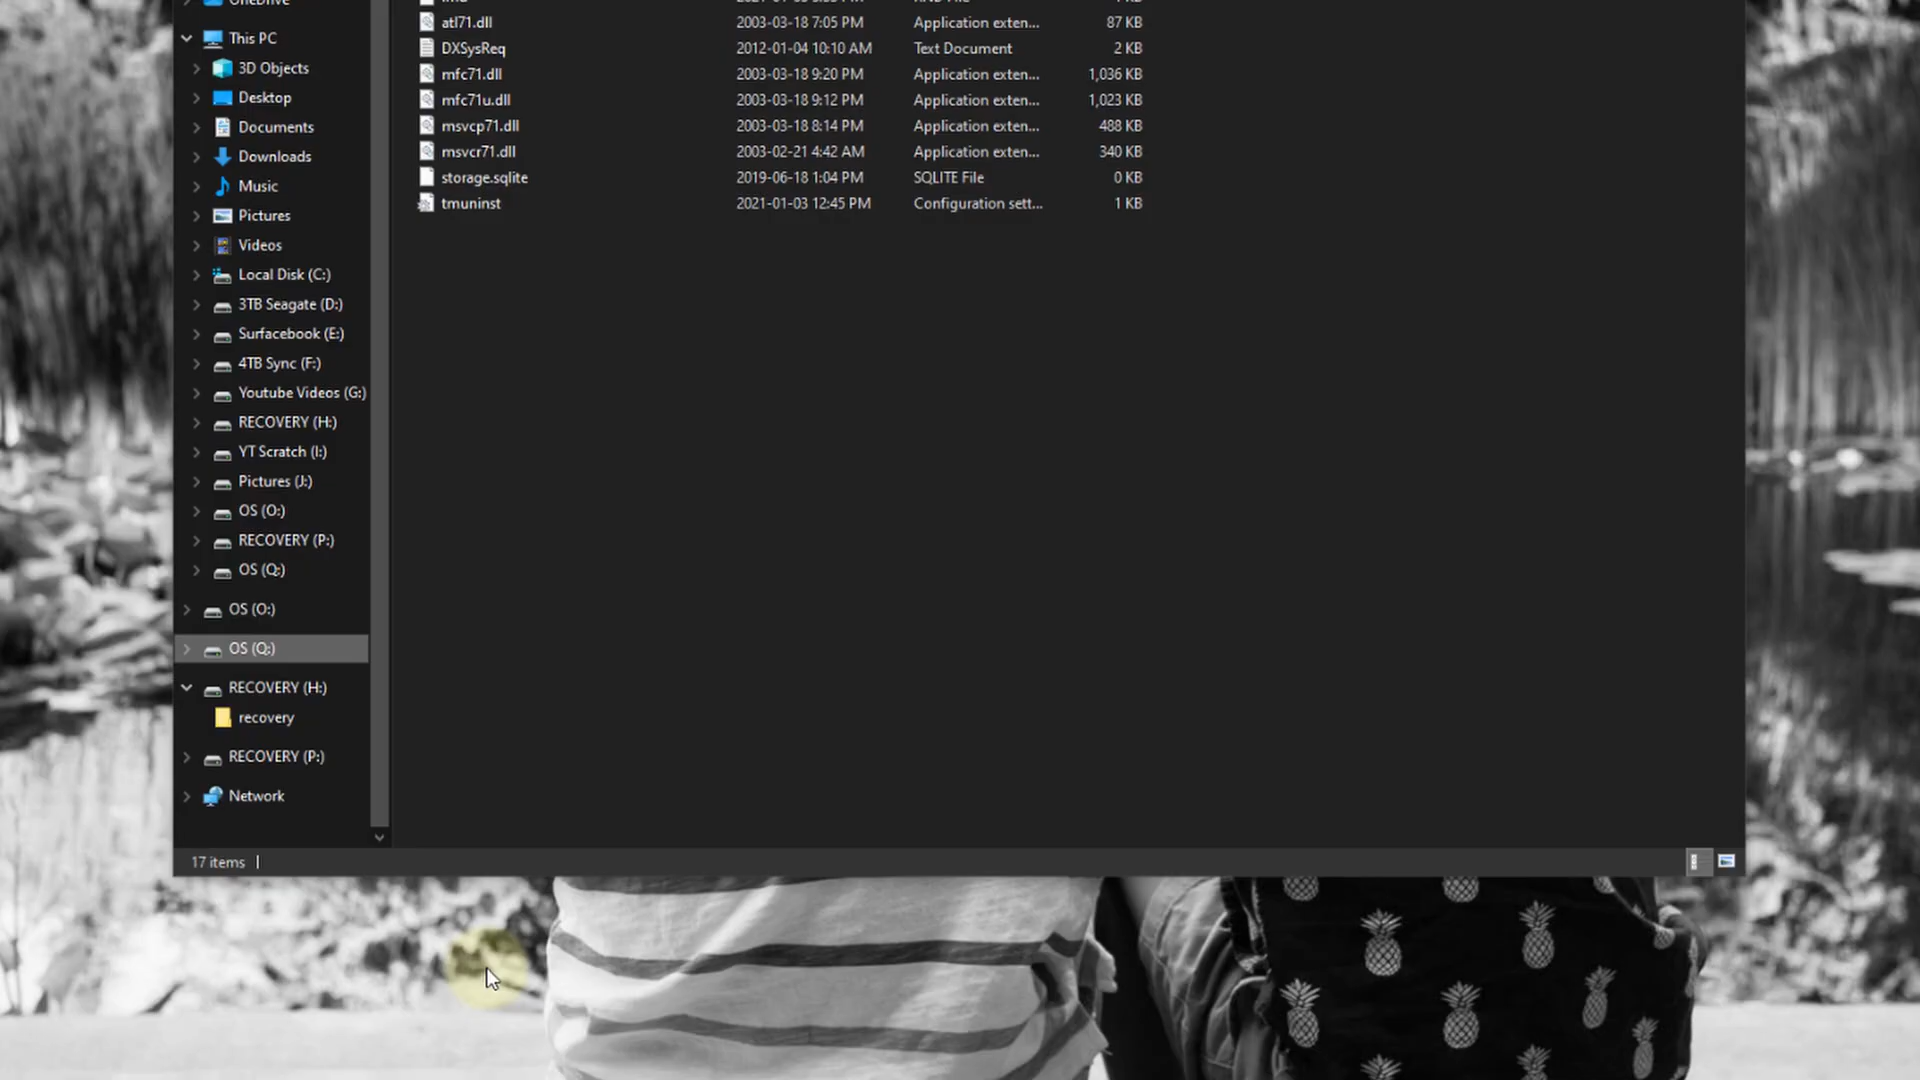 OneDrive
This PC
3D Objects
Desktop
Documents
Downloads
Music
Pictures
Videos
Local Disk (C:)
3TB Seagate (D:)
Surfacebook (E:)
4TB Sync (F:)
Youtube Videos (G:)
RECOVERY (H:)
YT Scratch (I:)
Pictures (J:)
OS (O:)
RECOVERY (P:)
OS (Q:)
OS (O:)
OS (Q:)
RECOVERY (H:)
recovery
RECOVERY (P:)
Network
atl71.dll 2003-03-18 7:05 PM Application exten... 87 KB
DXSysReq 2012-01-04 10:10 AM Text Document 2 KB
mfc71.dll 2003-03-18 9:20 PM Application exten... 1,036 KB
mfc71u.dll 2003-03-18 9:12 PM Application exten... 1,023 KB
msvcp71.dll 2003-03-18 8:14 PM Application exten... 488 KB
msvcr71.dll 2003-02-21 4:42 AM Application exten... 340 KB
storage.sqlite 2019-06-18 1:04 PM SQLITE File 0 KB
tmuninst 2021-01-03 12:45 PM Configuration sett... 1 KB
17 items